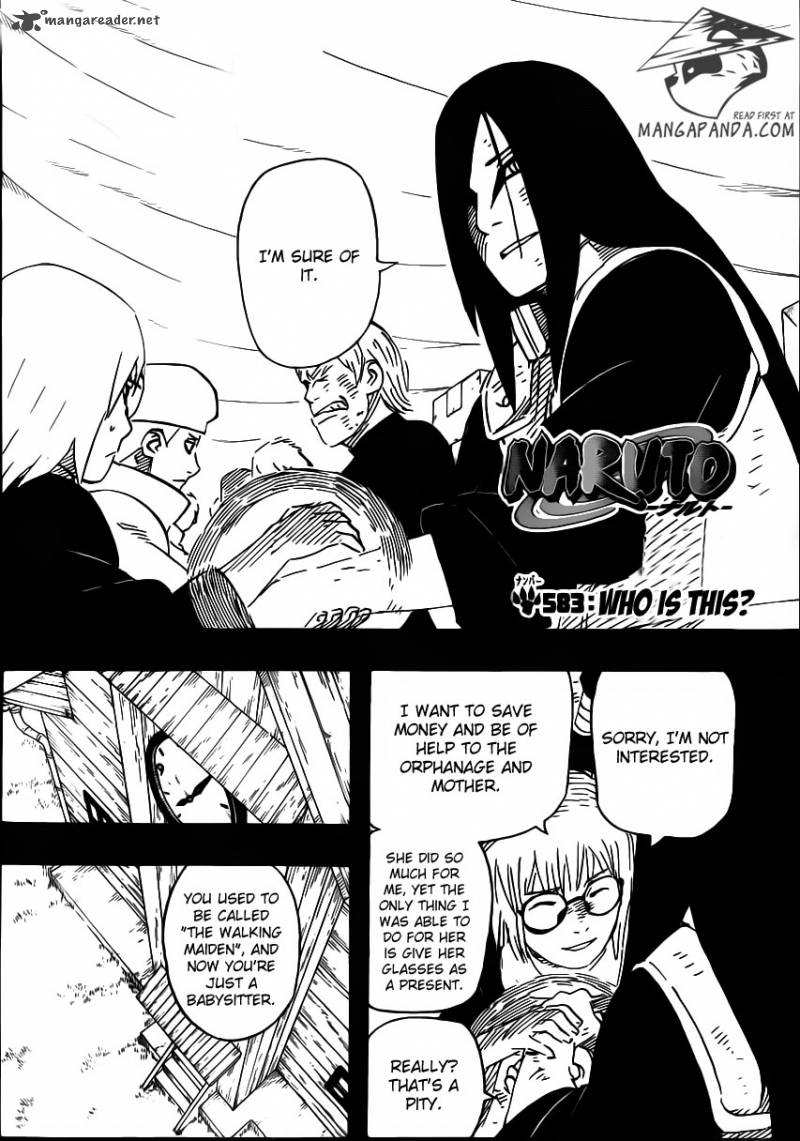 mangareader.net
READ FIRST AT
MANGAPANDA.COM
I'M SURE OF
IT.
NARUTO
ーナルトー
ナンバー
583: WHO IS THIS?
SORRY, I'M NOT
INTERESTED.
I WANT TO SAVE
MONEY AND BE OF
HELP TO THE
ORPHANAGE AND
MOTHER.
SHE DID SO
MUCH FOR
ME, YET THE
ONLY THING I
WAS ABLE TO
DO FOR HER
IS GIVE HER
GLASSES AS
A PRESENT.
REALLY?
THAT'S A
PITY.
YOU USED TO
BE CALLED
"THE WALKING
MAIDEN", AND
NOW YOU'RE
JUST A
BABYSITTER.